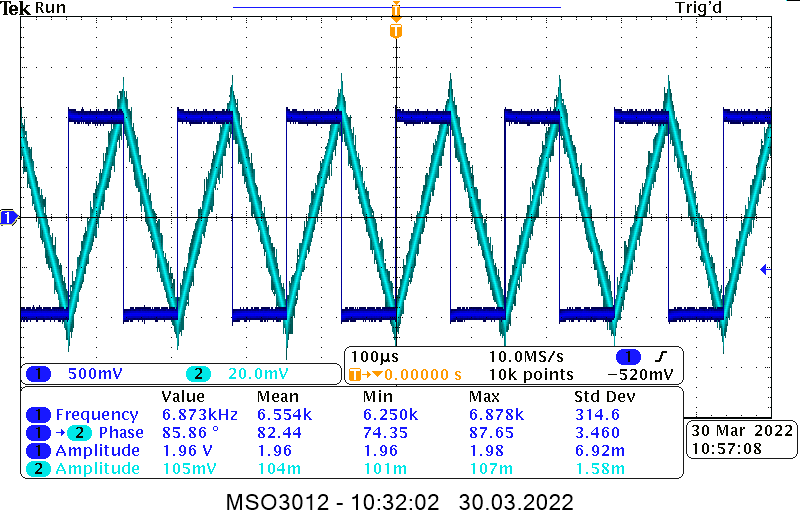 Tek Run Trig'd
T
T
T
1 500mV 2 20.0mV
100µs 10.0MS/s 1
T→▼0.00000 s 10k points −520mV
Value Mean Min Max Std Dev
1 Frequency 6.873kHz 6.554k 6.250k 6.878k 314.6
1 →2 Phase 85.86 ° 82.44 74.35 87.65 3.460
1 Amplitude 1.96 V 1.96 1.96 1.98 6.92m
2 Amplitude 105mV 104m 101m 107m 1.58m
30 Mar 2022
10:57:08
MSO3012 - 10:32:02 30.03.2022